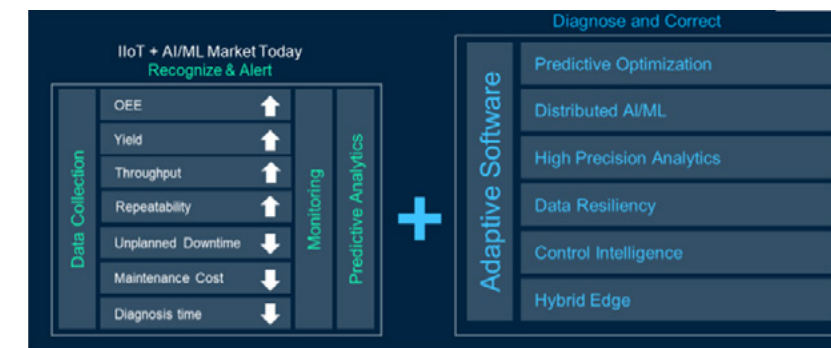 IIoT + AI/ML Market Today
Recognize & Alert
Data Collection
OEE
Yield
Throughput
Repeatability
Unplanned Downtime
Maintenance Cost
Diagnosis time
Monitoring
Predictive Analytics
+
Diagnose and Correct
Adaptive Software
Predictive Optimization
Distributed AI/ML
High Precision Analytics
Data Resiliency
Control Intelligence
Hybrid Edge